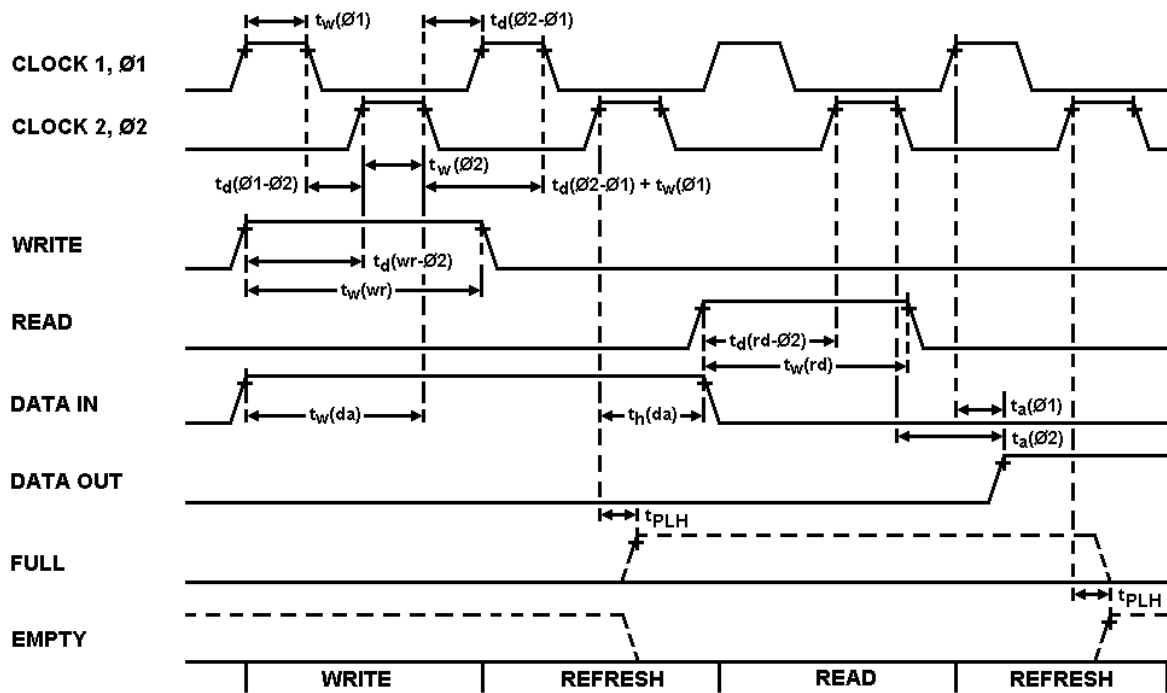 tw(Ø1) td(Ø2-Ø1)
CLOCK 1, Ø1
CLOCK 2, Ø2
tw(Ø2)
td(Ø1-Ø2) td(Ø2-Ø1) + tw(Ø1)
WRITE
td(wr-Ø2)
tw(wr)
READ
td(rd-Ø2)
tw(rd)
DATA IN
tw(da) th(da) ta(Ø1)
ta(Ø2)
DATA OUT
tPLH
FULL
tPLH
EMPTY
WRITE REFRESH READ REFRESH